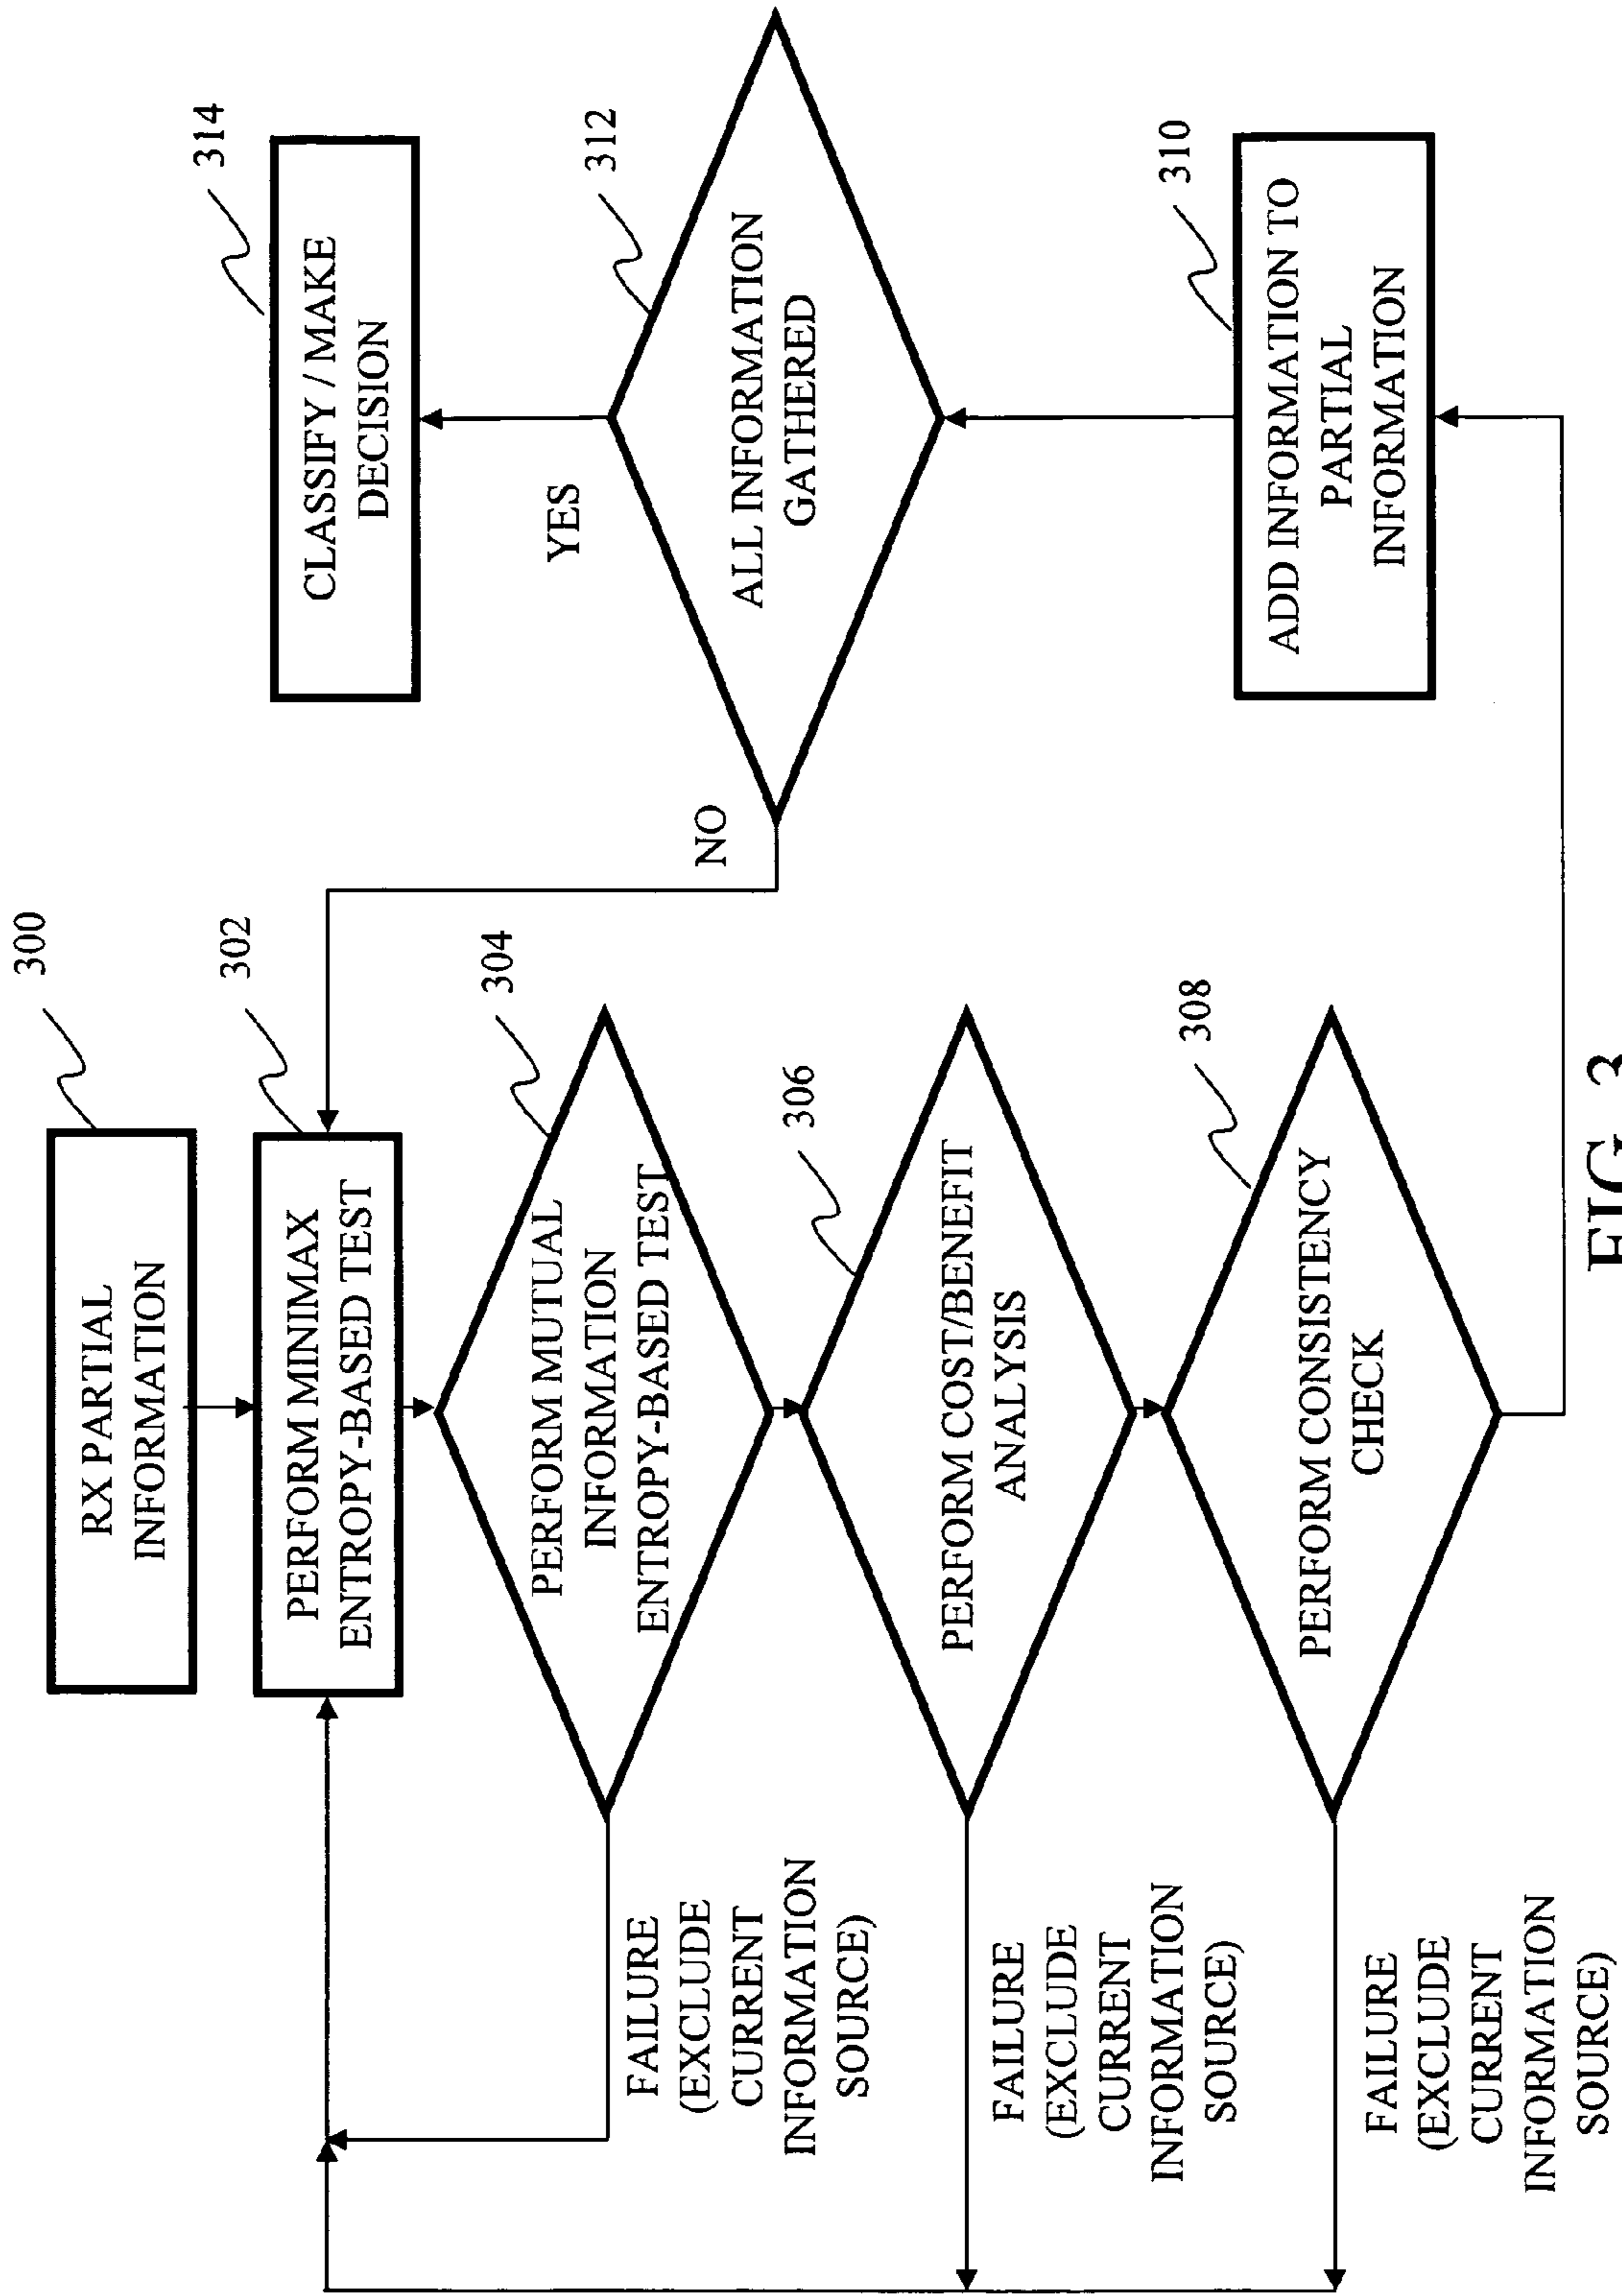 300
RX PARTIAL
INFORMATION
302
PERFORM MINIMAX
ENTROPY-BASED TEST
304
PERFORM MUTUAL
INFORMATION
ENTROPY-BASED TEST
FAILURE
(EXCLUDE
CURRENT
INFORMATION
SOURCE)
306
PERFORM COST/BENEFIT
ANALYSIS
FAILURE
(EXCLUDE
CURRENT
INFORMATION
SOURCE)
308
PERFORM CONSISTENCY
CHECK
FAILURE
(EXCLUDE
CURRENT
INFORMATION
SOURCE)
314
CLASSIFY / MAKE
DECISION
YES
312
ALL INFORMATION
GATHERED
NO
310
ADD INFORMATION TO
PARTIAL
INFORMATION
FIG. 3